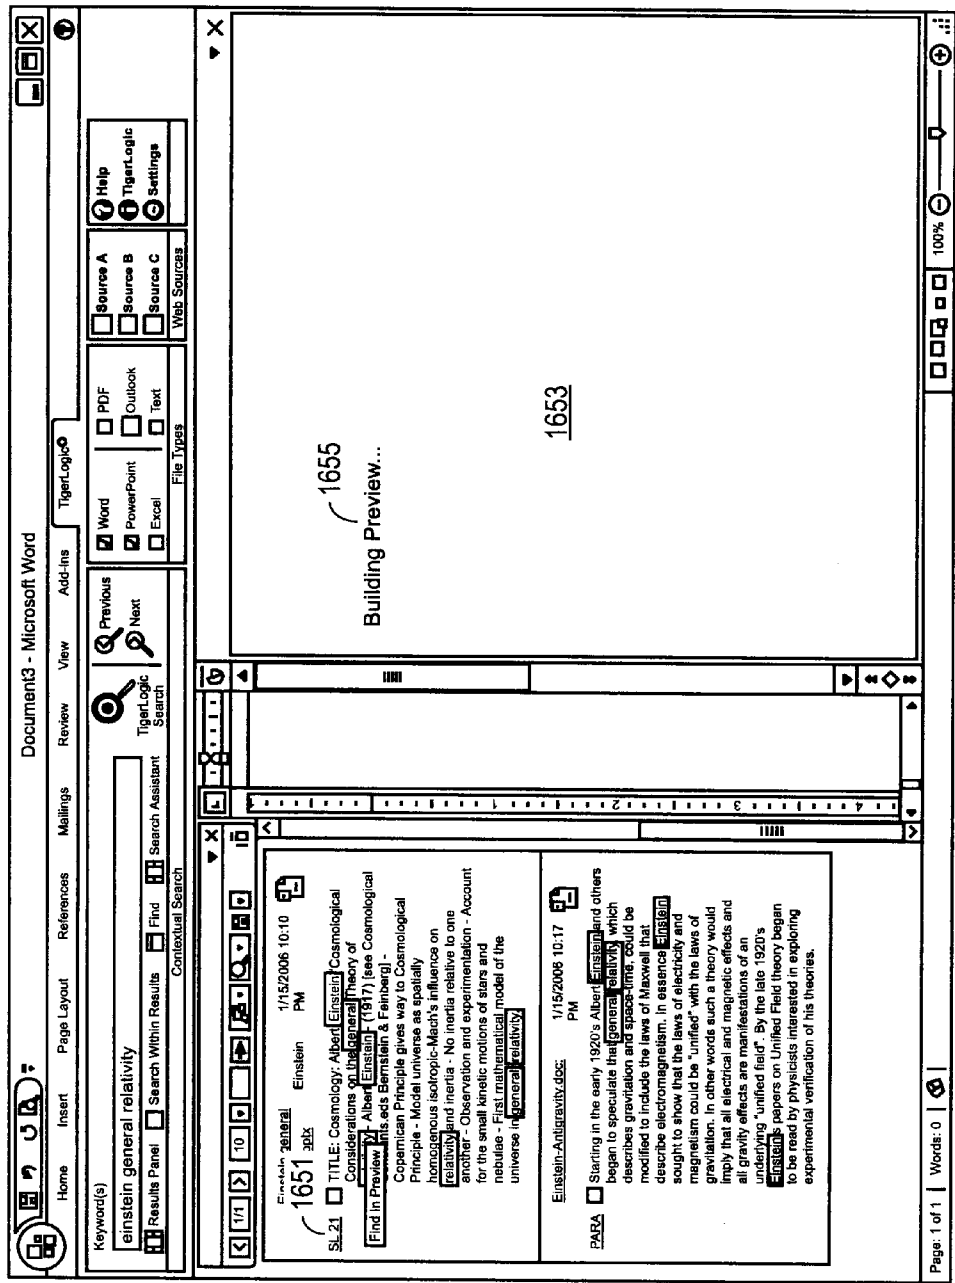 Document3 - Microsoft Word
Home Insert Page Layout References Mailings Review View Add-Ins TigerLogic
Keyword(s)
einstein general relativity
Results Panel Search Within Results Find Search Assistant
TigerLogic
Search
Previous
Next
Contextual Search
Word PDF
PowerPoint Outlook
Excel Text
File Types
Source A
Source B
Source C
Web Sources
Help
TigerLogic
Settings
1/1 10
Einstein general
pptx
Einstein
1/15/2006 10:10
PM
1651
SL 21 TITLE: Cosmology: Albert Einstein "Cosmological
Considerations on the general Theory of
- Albert Einstein - (1917) [see Cosmological
eds Bernstein & Feinberg] -
Find in Preview
Copernican Principle gives way to Cosmological
Principle - Model universe as spatially
homogenous isotropic-Mach's influence on
relativity and inertia - No inertia relative to one
another - Observation and experimentation - Account
for the small kinetic motions of stars and
nebulae - First mathematical model of the
universe in general relativity.
Einstein-Antigravity.doc:
1/15/2006 10:17
PM
PARA Starting in the early 1920's Albert Einstein and others
began to speculate that general relativity, which
describes gravitation and space-time, could be
modified to include the laws of Maxwell that
describe electromagnetism. In essence Einstein
sought to show that the laws of electricity and
magnetism could be "unified" with the laws of
gravitation. In other words such a theory would
imply that all electrical and magnetic effects and
all gravity effects are manifestations of an
underlying "unified field". By the late 1920's
Einstein's papers on Unified Field theory began
to be read by physicists interested in exploring
experimental verification of his theories.
L
1
2
3
4
1655
Building Preview...
1653
Page: 1 of 1 Words: 0
100%